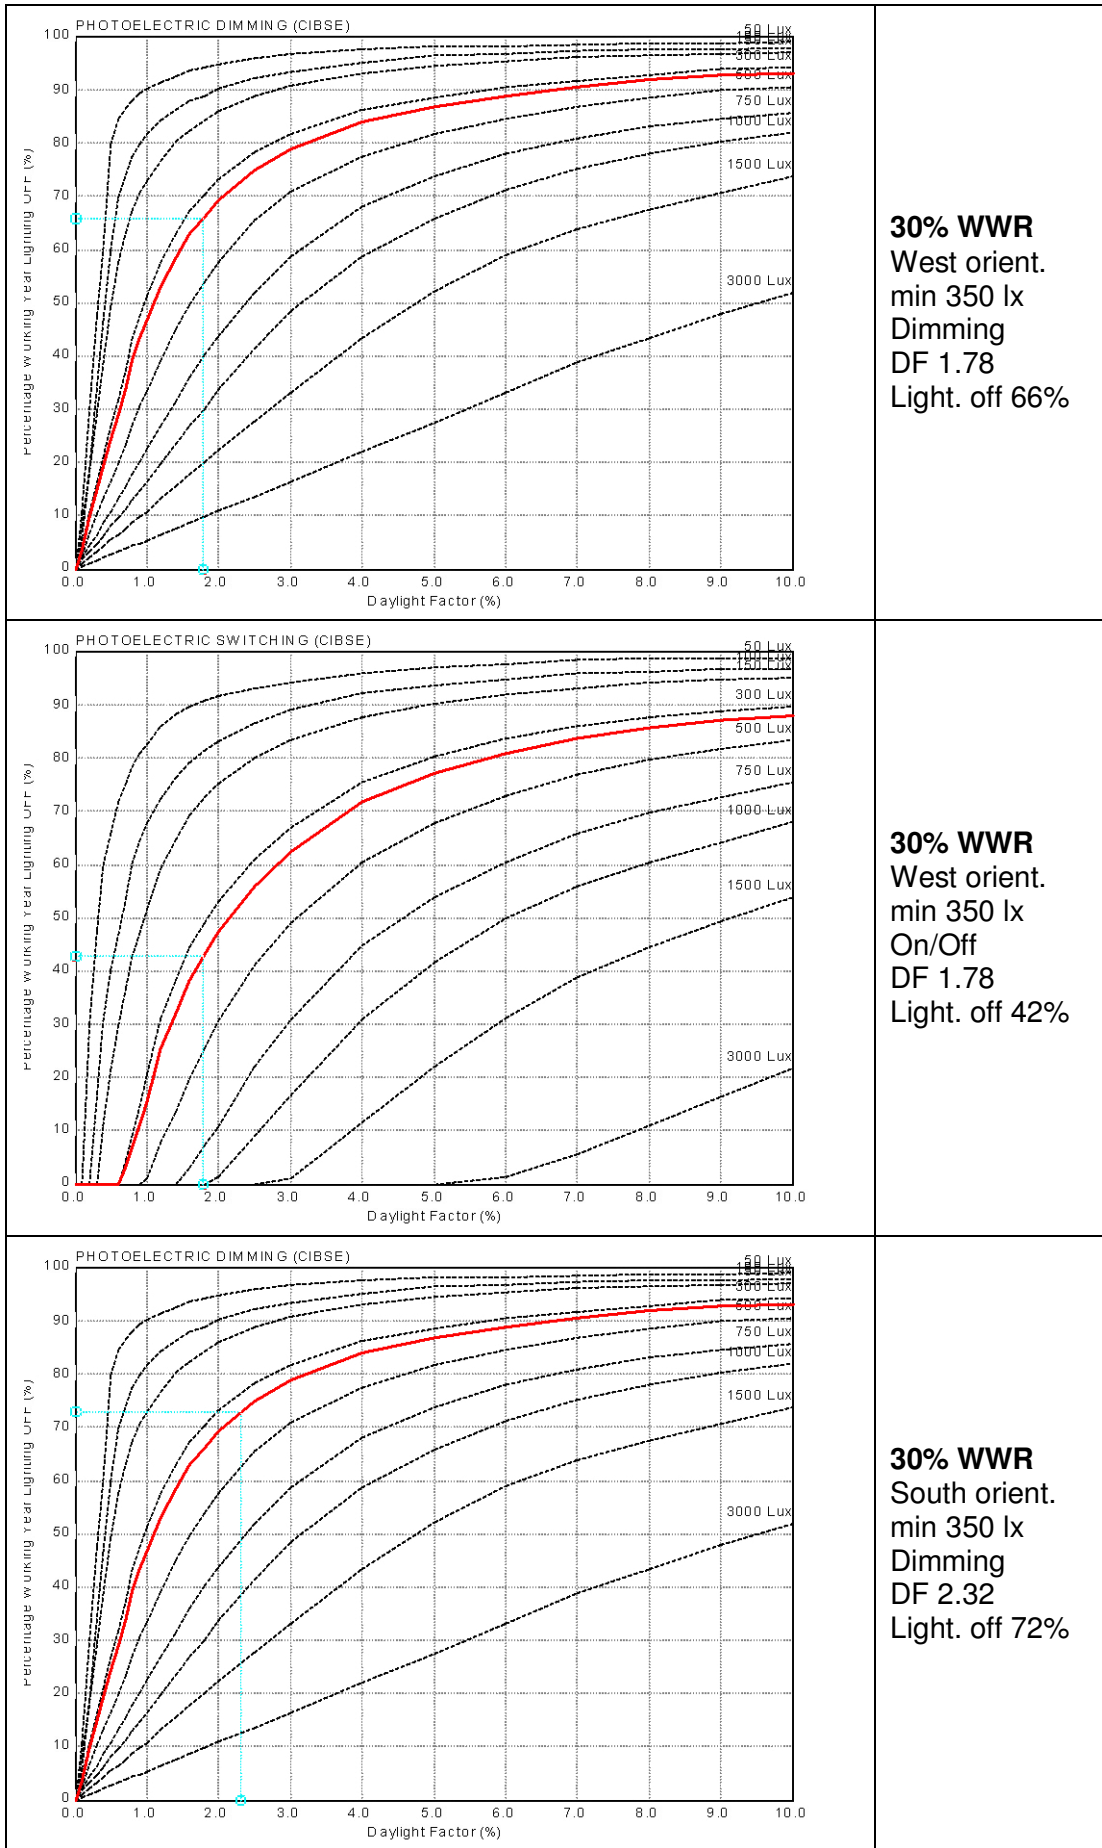 PHOTOELECTRIC DIMMING (CIBSE)
50 Lux
300 Lux
750 Lux
1000 Lux
1500 Lux
3000 Lux
100
90
80
70
60
50
40
30
20
10
0
0.0 1.0 2.0 3.0 4.0 5.0 6.0 7.0 8.0 9.0 10.0
Daylight Factor (%)
30% WWR
West orient.
min 350 lx
Dimming
DF 1.78
Light. off 66%
PHOTOELECTRIC SWITCHING (CIBSE)
50 Lux
150 Lux
300 Lux
500 Lux
750 Lux
1000 Lux
1500 Lux
3000 Lux
100
90
80
70
60
50
40
30
20
10
0
0.0 1.0 2.0 3.0 4.0 5.0 6.0 7.0 8.0 9.0 10.0
Daylight Factor (%)
30% WWR
West orient.
min 350 lx
On/Off
DF 1.78
Light. off 42%
PHOTOELECTRIC DIMMING (CIBSE)
50 Lux
300 Lux
750 Lux
1000 Lux
1500 Lux
3000 Lux
100
90
80
70
60
50
40
30
20
10
0
0.0 1.0 2.0 3.0 4.0 5.0 6.0 7.0 8.0 9.0 10.0
Daylight Factor (%)
30% WWR
South orient.
min 350 lx
Dimming
DF 2.32
Light. off 72%